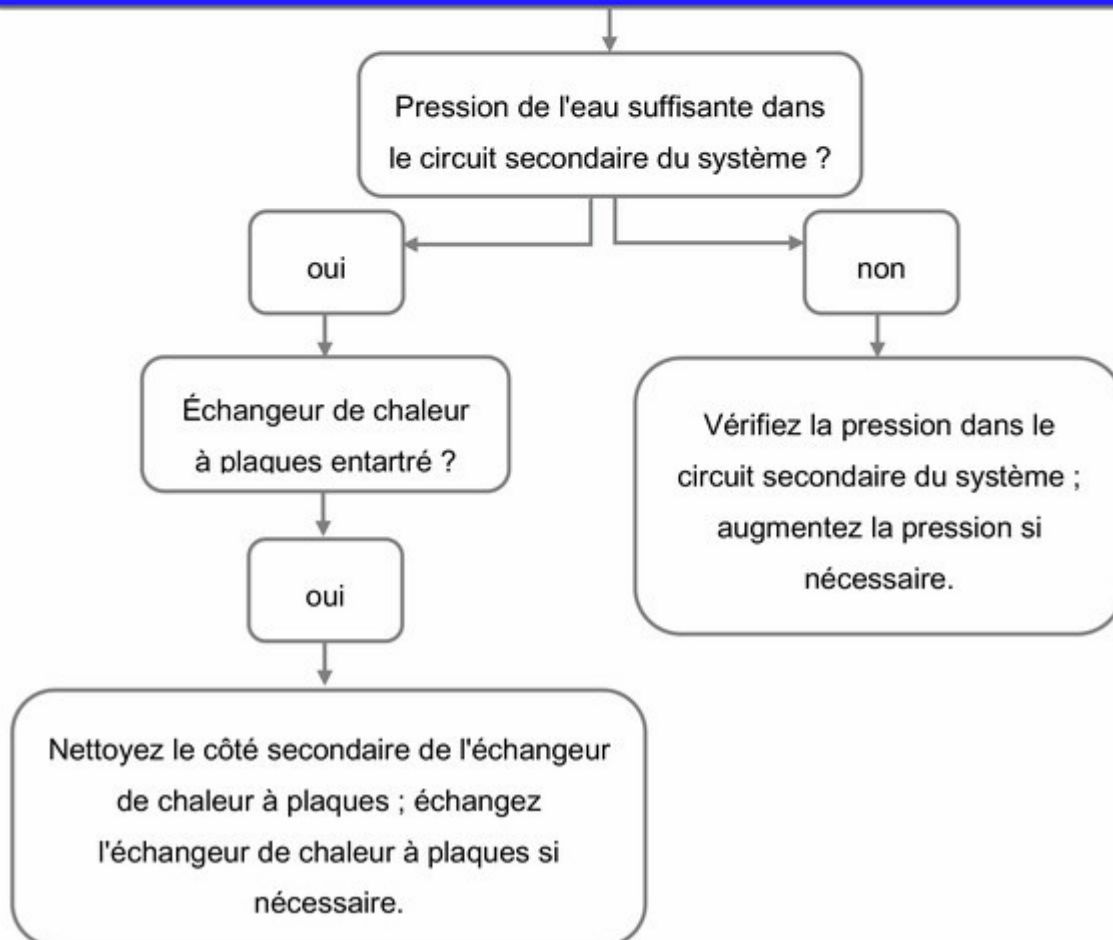 Pression de l'eau suffisante dans
le circuit secondaire du système ?
oui
non
Échangeur de chaleur
à plaques entartré ?
Vérifiez la pression dans le
circuit secondaire du système ;
augmentez la pression si
nécessaire.
oui
Nettoyez le côté secondaire de l'échangeur
de chaleur à plaques ; échangez
l'échangeur de chaleur à plaques si
nécessaire.